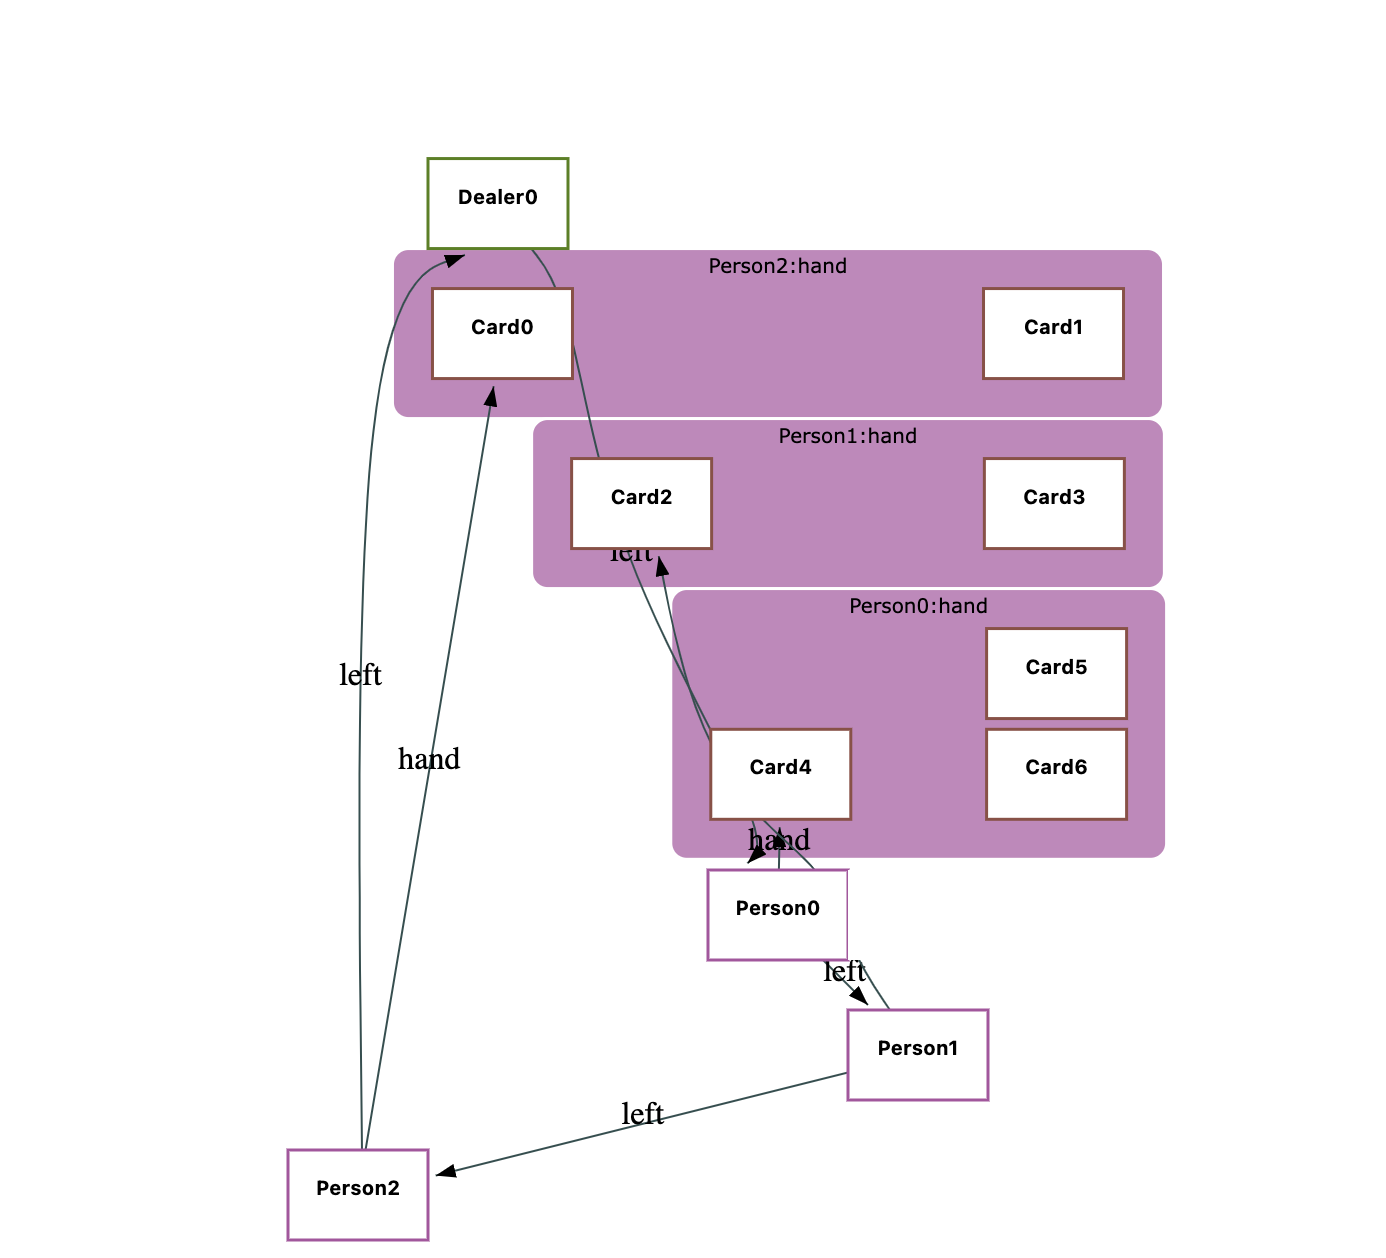 Dealer0
Person2:hand
Card0
Card1
Person1:hand
Card2
Card3
left
Person0:hand
Card5
left
hand
Card4
Card6
hand
Person0
left
Person1
left
Person2